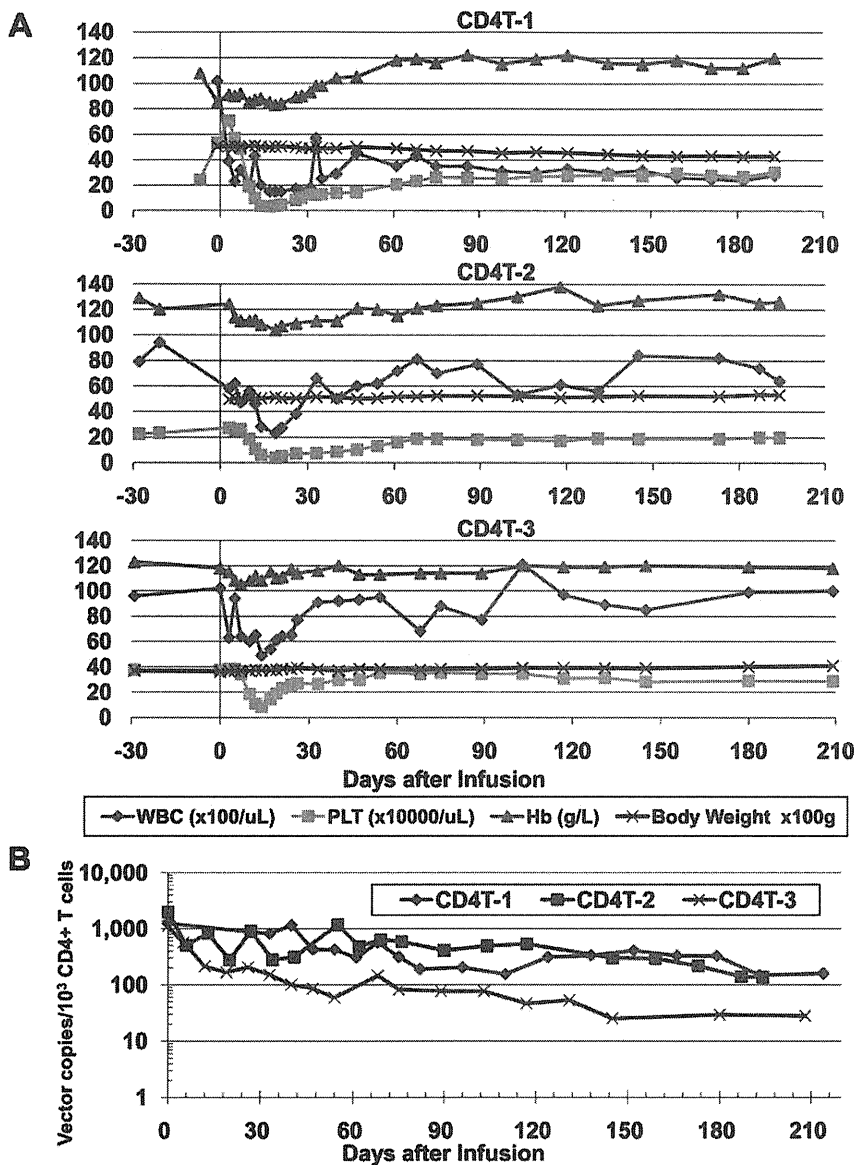 A
CD4T-1
140
120
100
80
60
40
20
0
-30 0 30 60 90 120 150 180 210
CD4T-2
140
120
100
80
60
40
20
0
-30 0 30 60 90 120 150 180 210
CD4T-3
140
120
100
80
60
40
20
0
-30 0 30 60 90 120 150 180 210
Days after Infusion
WBC (x100/uL) PLT (x10000/uL) Hb (g/L) Body Weight x100g
B
Vector copies/10³ CD4+ T cells
10,000
1,000
100
10
1
CD4T-1 CD4T-2 CD4T-3
0 30 60 90 120 150 180 210
Days after Infusion